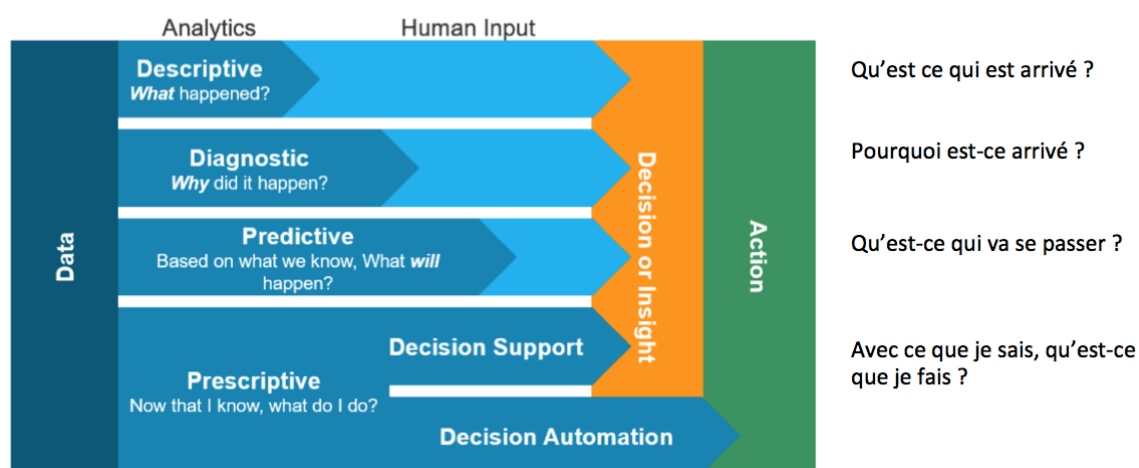 Analytics
Human Input
Data
Descriptive
What happened?
Diagnostic
Why did it happen?
Predictive
Based on what we know, What will
happen?
Prescriptive
Now that I know, what do I do?
Decision Support
Decision Automation
Decision or Insight
Action
Qu’est ce qui est arrivé ?
Pourquoi est-ce arrivé ?
Qu’est-ce qui va se passer ?
Avec ce que je sais, qu’est-ce
que je fais ?